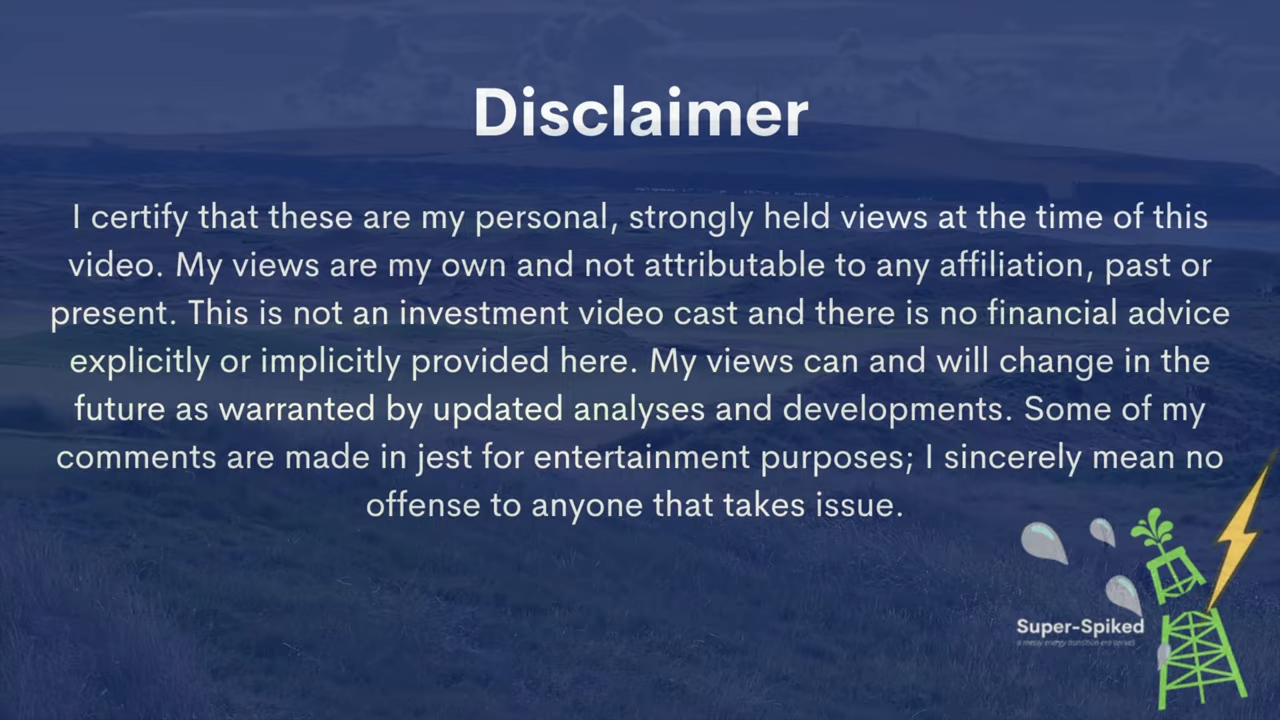 Disclaimer
I certify that these are my personal, strongly held views at the time of this
video. My views are my own and not attributable to any affiliation, past or
present. This is not an investment video cast and there is no financial advice
explicitly or implicitly provided here. My views can and will change in the
future as warranted by updated analyses and developments. Some of my
comments are made in jest for entertainment purposes; I sincerely mean no
offense to anyone that takes issue.
Super-Spiked
a messy energy transition era